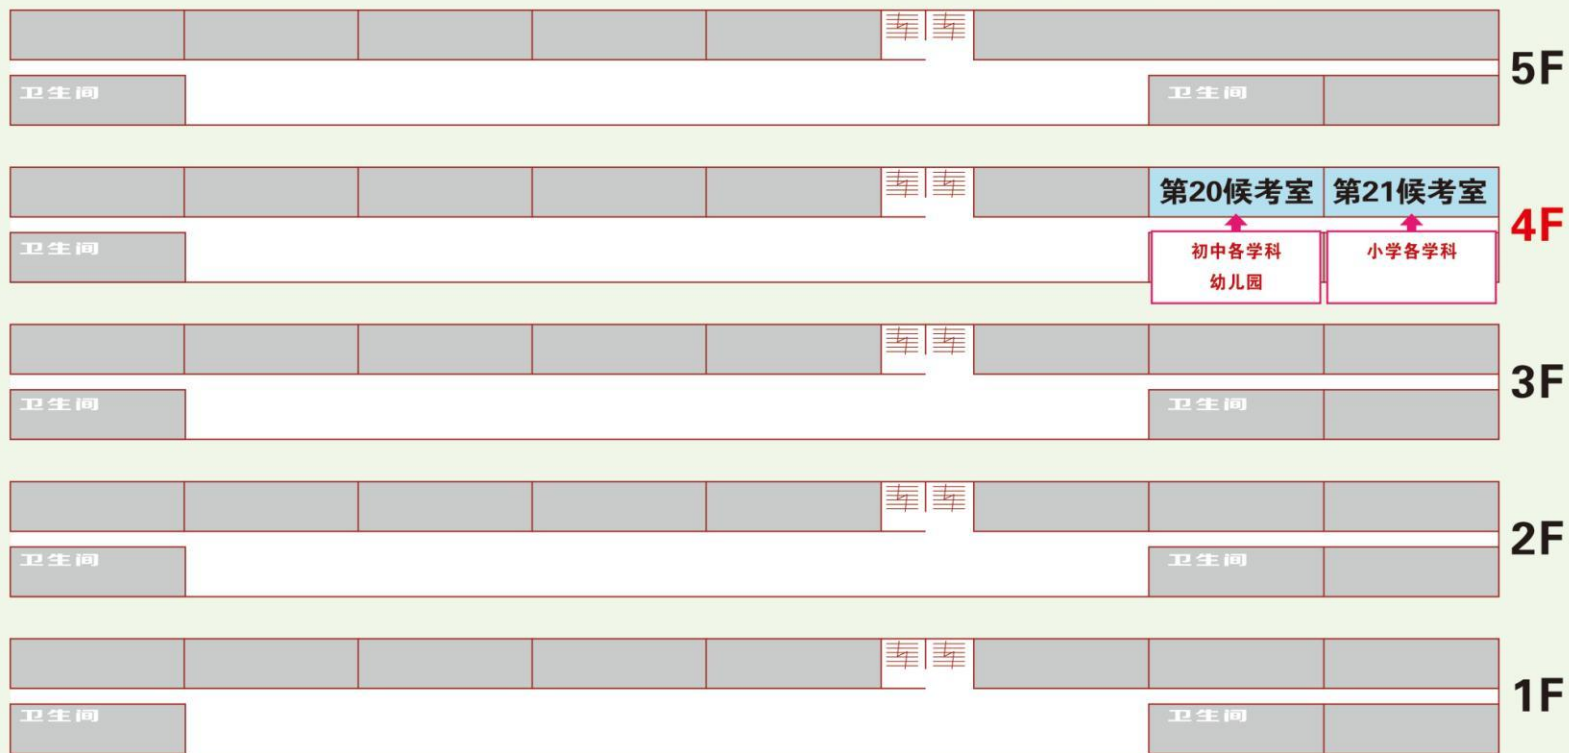 5F
卫生间
卫生间
第20候考室
第21候考室
4F
卫生间
初中各学科
幼儿园
小学各学科
3F
卫生间
卫生间
2F
卫生间
卫生间
1F
卫生间
卫生间